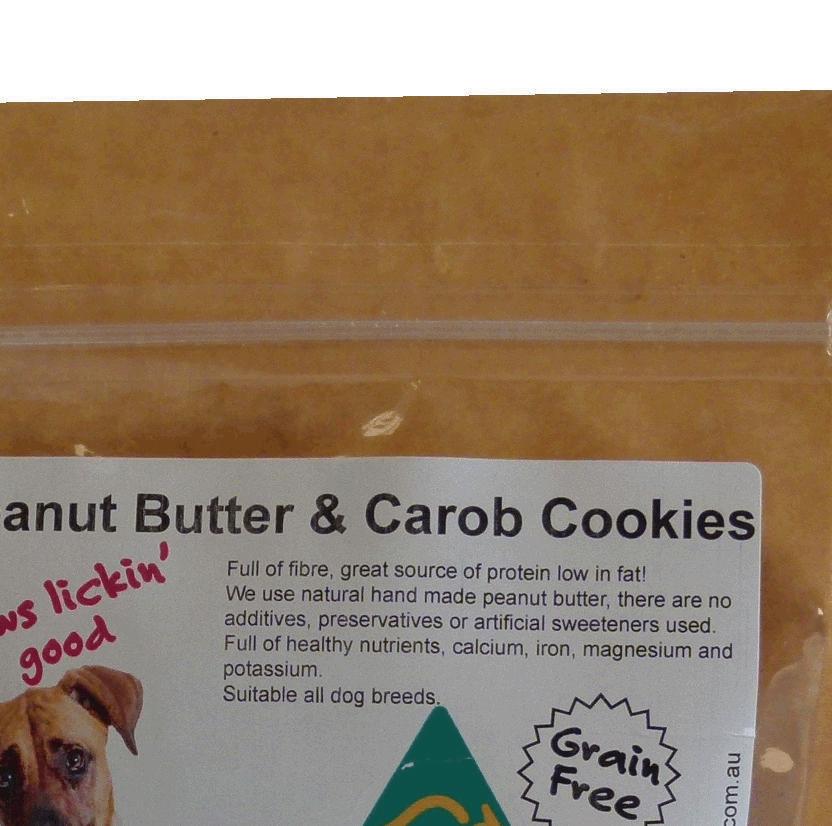 anut Butter & Carob Cookies
ws lickin'
good
Full of fibre, great source of protein low in fat!
We use natural hand made peanut butter, there are no
additives, preservatives or artificial sweeteners used.
Full of healthy nutrients, calcium, iron, magnesium and
potassium.
Suitable all dog breeds.
Grain
Free
com.au